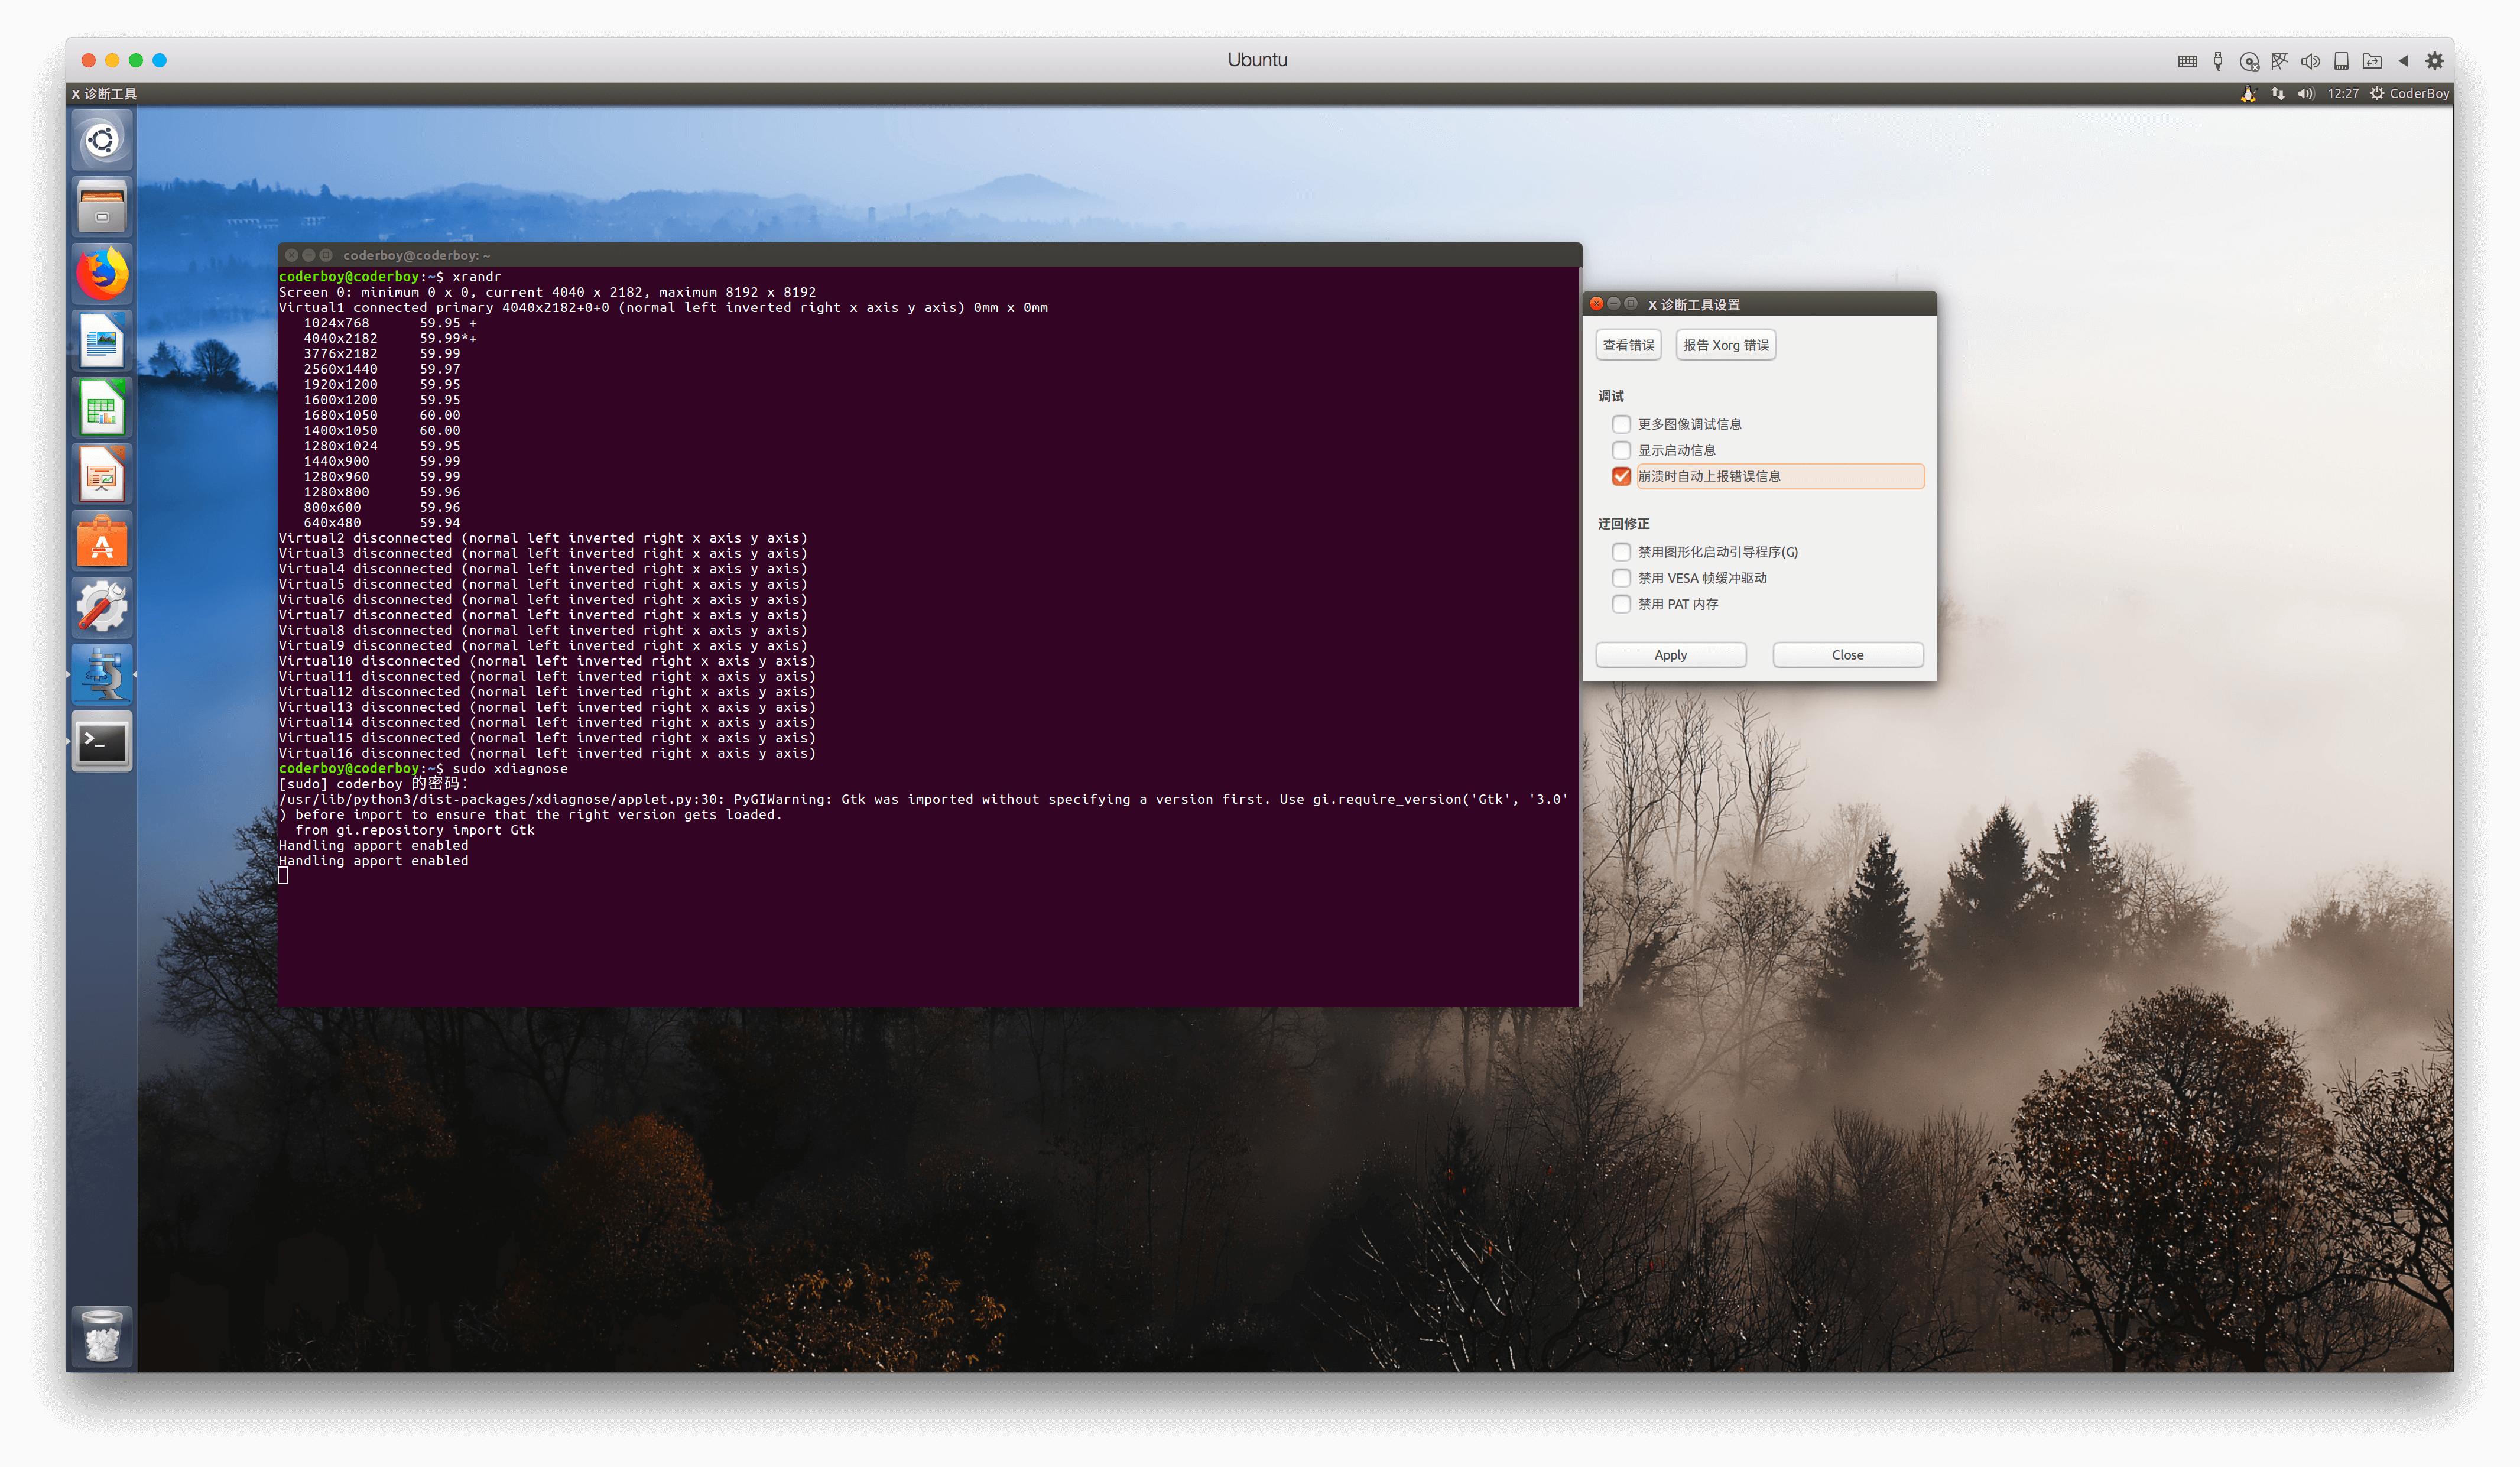 Ubuntu
X 诊断工具
12:27 CoderBoy
coderboy@coderboy: ~
coderboy@coderboy:~$ xrandr
Screen 0: minimum 0 x 0, current 4040 x 2182, maximum 8192 x 8192
Virtual1 connected primary 4040x2182+0+0 (normal left inverted right x axis y axis) 0mm x 0mm
1024x768 59.95 +
4040x2182 59.99*+
3776x2182 59.99
2560x1440 59.97
1920x1200 59.95
1600x1200 59.95
1680x1050 60.00
1400x1050 60.00
1280x1024 59.95
1440x900 59.99
1280x960 59.99
1280x800 59.96
800x600 59.96
640x480 59.94
Virtual2 disconnected (normal left inverted right x axis y axis)
Virtual3 disconnected (normal left inverted right x axis y axis)
Virtual4 disconnected (normal left inverted right x axis y axis)
Virtual5 disconnected (normal left inverted right x axis y axis)
Virtual6 disconnected (normal left inverted right x axis y axis)
Virtual7 disconnected (normal left inverted right x axis y axis)
Virtual8 disconnected (normal left inverted right x axis y axis)
Virtual9 disconnected (normal left inverted right x axis y axis)
Virtual10 disconnected (normal left inverted right x axis y axis)
Virtual11 disconnected (normal left inverted right x axis y axis)
Virtual12 disconnected (normal left inverted right x axis y axis)
Virtual13 disconnected (normal left inverted right x axis y axis)
Virtual14 disconnected (normal left inverted right x axis y axis)
Virtual15 disconnected (normal left inverted right x axis y axis)
Virtual16 disconnected (normal left inverted right x axis y axis)
coderboy@coderboy:~$ sudo xdiagnose
[sudo] coderboy 的密码：
/usr/lib/python3/dist-packages/xdiagnose/applet.py:30: PyGIWarning: Gtk was imported without specifying a version first. Use gi.require_version('Gtk', '3.0'
) before import to ensure that the right version gets loaded.
from gi.repository import Gtk
Handling apport enabled
Handling apport enabled
X 诊断工具设置
查看错误
报告 Xorg 错误
调试
更多图像调试信息
显示启动信息
崩溃时自动上报错误信息
迂回修正
禁用图形化启动引导程序(G)
禁用 VESA 帧缓冲驱动
禁用 PAT 内存
Apply
Close